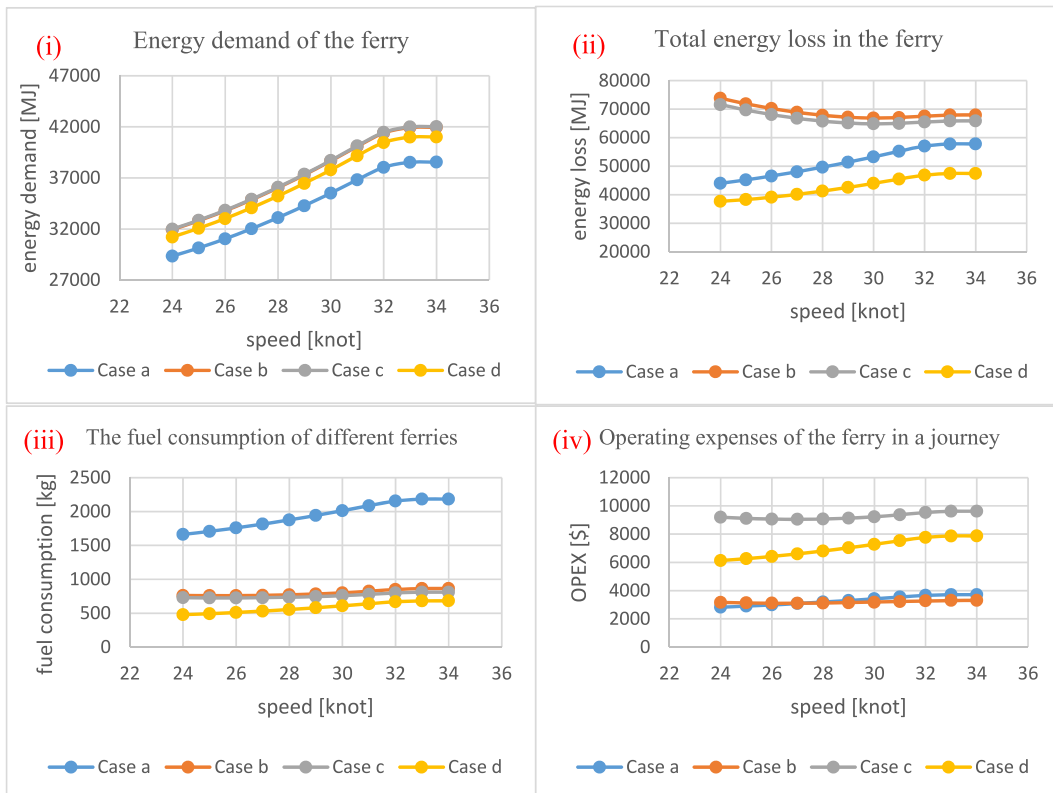 (i) Energy demand of the ferry
energy demand [MJ]
47000
42000
37000
32000
27000
22 24 26 28 30 32 34 36
speed [knot]
Case a Case b Case c Case d
(ii) Total energy loss in the ferry
energy loss [MJ]
80000
70000
60000
50000
40000
30000
20000
22 24 26 28 30 32 34 36
speed [knot]
Case a Case b Case c Case d
(iii) The fuel consumption of different ferries
fuel consumption [kg]
2500
2000
1500
1000
500
0
22 24 26 28 30 32 34 36
speed [knot]
Case a Case b Case c Case d
(iv) Operating expenses of the ferry in a journey
OPEX [$]
12000
10000
8000
6000
4000
2000
0
22 24 26 28 30 32 34 36
speed [knot]
Case a Case b Case c Case d